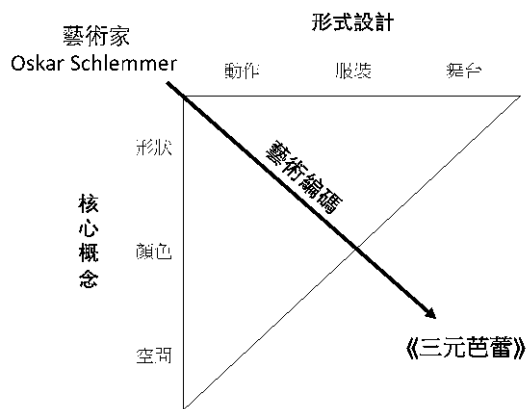 形式設計
藝術家
Oskar Schlemmer
動作 服裝 舞台
形狀
藝術編碼
核心概念
顏色
《三元芭蕾》
空間